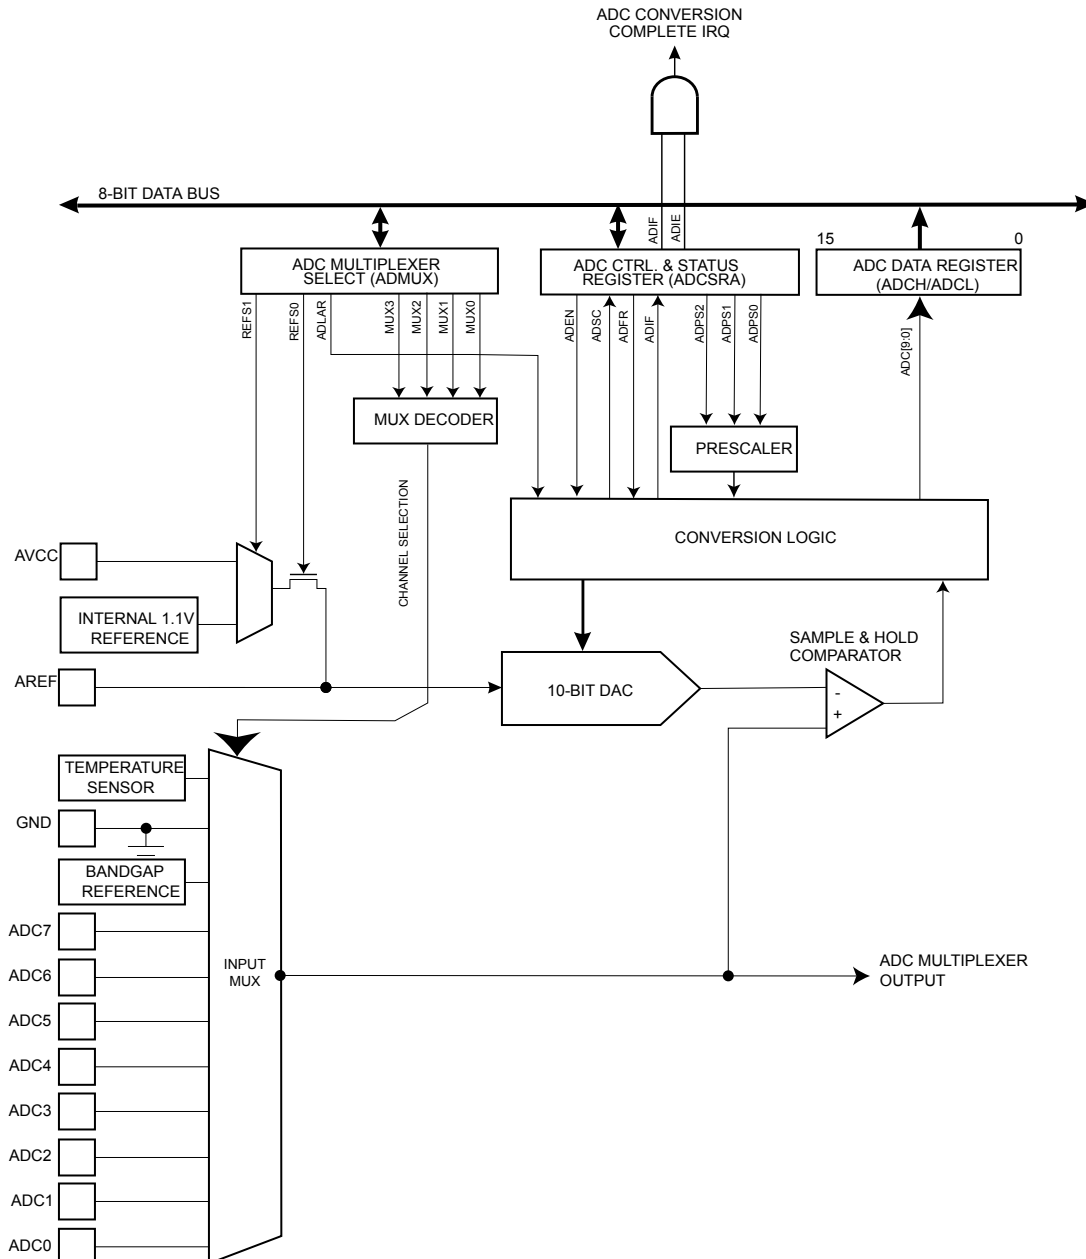 ADC CONVERSION
COMPLETE IRQ
8-BIT DATA BUS
ADIF
ADIE
15
0
ADC MULTIPLEXER
SELECT (ADMUX)
ADC CTRL. & STATUS
REGISTER (ADCSRA)
ADC DATA REGISTER
(ADCH/ADCL)
REFS1
REFS0
ADLAR
MUX3
MUX2
MUX1
MUX0
ADEN
ADSC
ADFR
ADIF
ADPS2
ADPS1
ADPS0
ADC[9:0]
MUX DECODER
PRESCALER
CHANNEL SELECTION
CONVERSION LOGIC
AVCC
INTERNAL 1.1V
REFERENCE
SAMPLE & HOLD
COMPARATOR
AREF
10-BIT DAC
-
+
TEMPERATURE
SENSOR
GND
BANDGAP
REFERENCE
ADC7
ADC6
INPUT
MUX
ADC MULTIPLEXER
OUTPUT
ADC5
ADC4
ADC3
ADC2
ADC1
ADC0